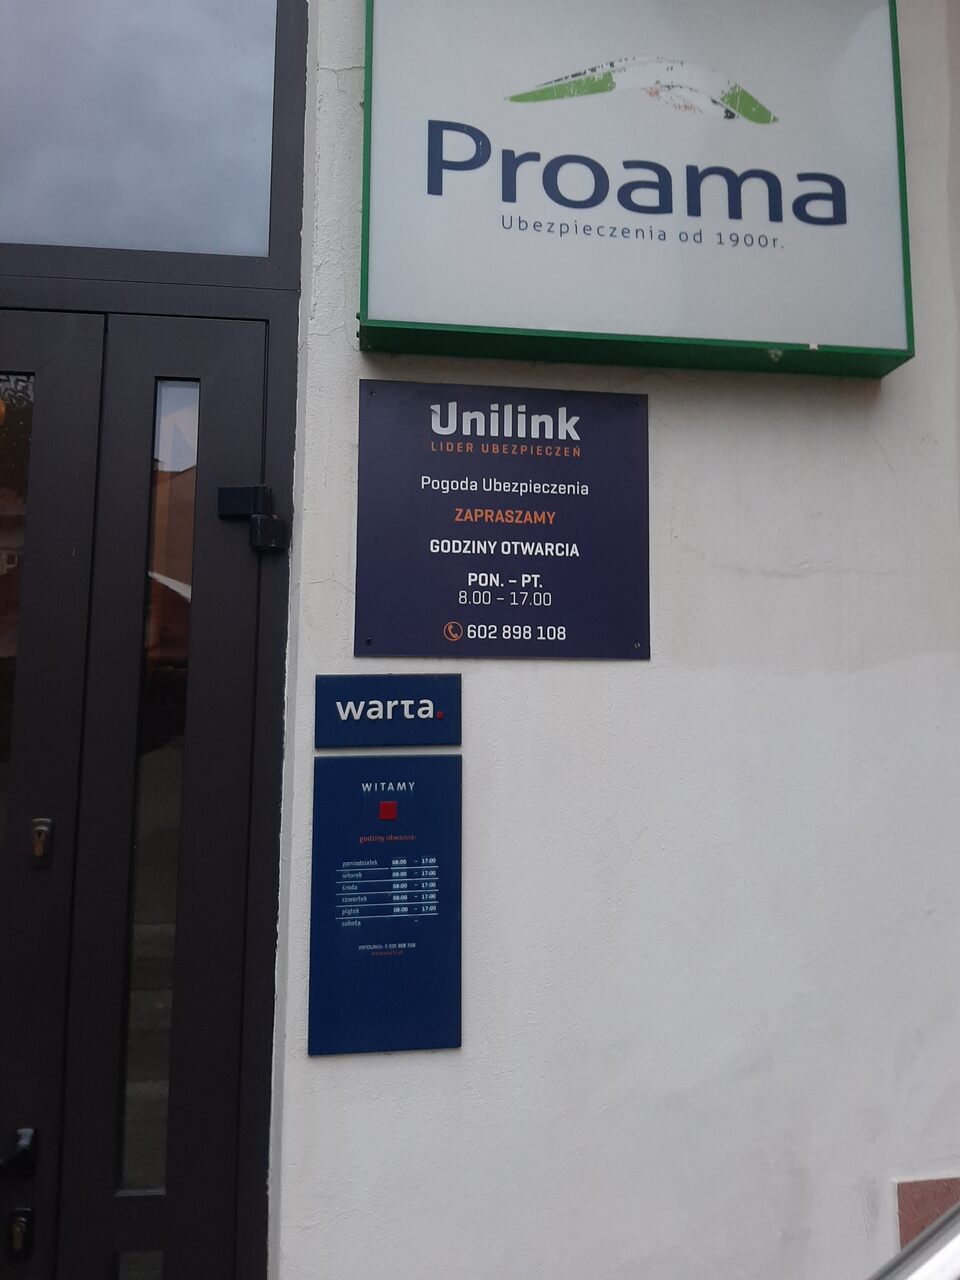 Proama
Ubezpieczenia od 1900r.
Unilink
LIDER UBEZPIECZEŃ
Pogoda Ubezpieczenia
ZAPRASZAMY
GODZINY OTWARCIA
PON. – PT.
8.00 – 17.00
602 898 108
warta.
WITAMY
godziny otwarcia:
poniedziałek 08:00 – 17:00
wtorek 08:00 – 17:00
środa 08:00 – 17:00
czwartek 08:00 – 17:00
piątek 08:00 – 17:00
sobota –
INFOLINIA: